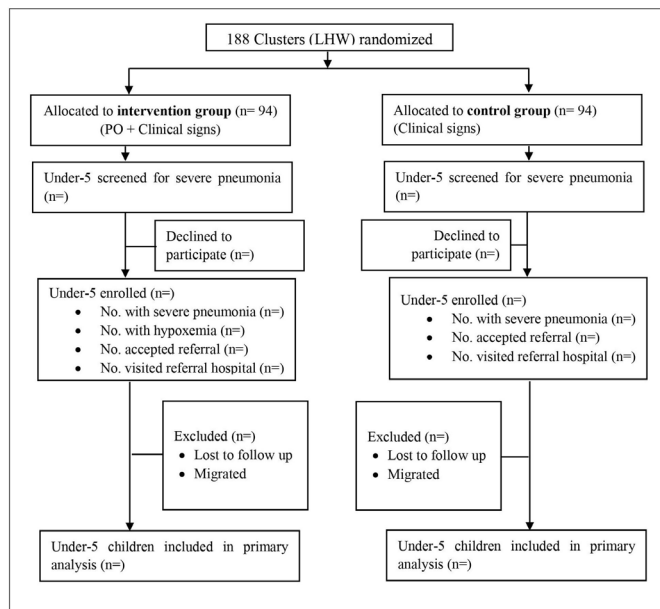 188 Clusters (LHW) randomized
Allocated to intervention group (n= 94)
(PO + Clinical signs)
Allocated to control group (n= 94)
(Clinical signs)
Under-5 screened for severe pneumonia
(n=)
Under-5 screened for severe pneumonia
(n=)
Declined to
participate (n=)
Declined to
participate (n=)
Under-5 enrolled (n=)
• No. with severe pneumonia (n=)
• No. with hypoxemia (n=)
• No. accepted referral (n=)
• No. visited referral hospital (n=)
Under-5 enrolled (n=)
• No. with severe pneumonia (n=)
• No. accepted referral (n=)
• No. visited referral hospital (n=)
Excluded (n=)
• Lost to follow up
• Migrated
Excluded (n=)
• Lost to follow up
• Migrated
Under-5 children included in primary
analysis (n=)
Under-5 children included in primary
analysis (n=)